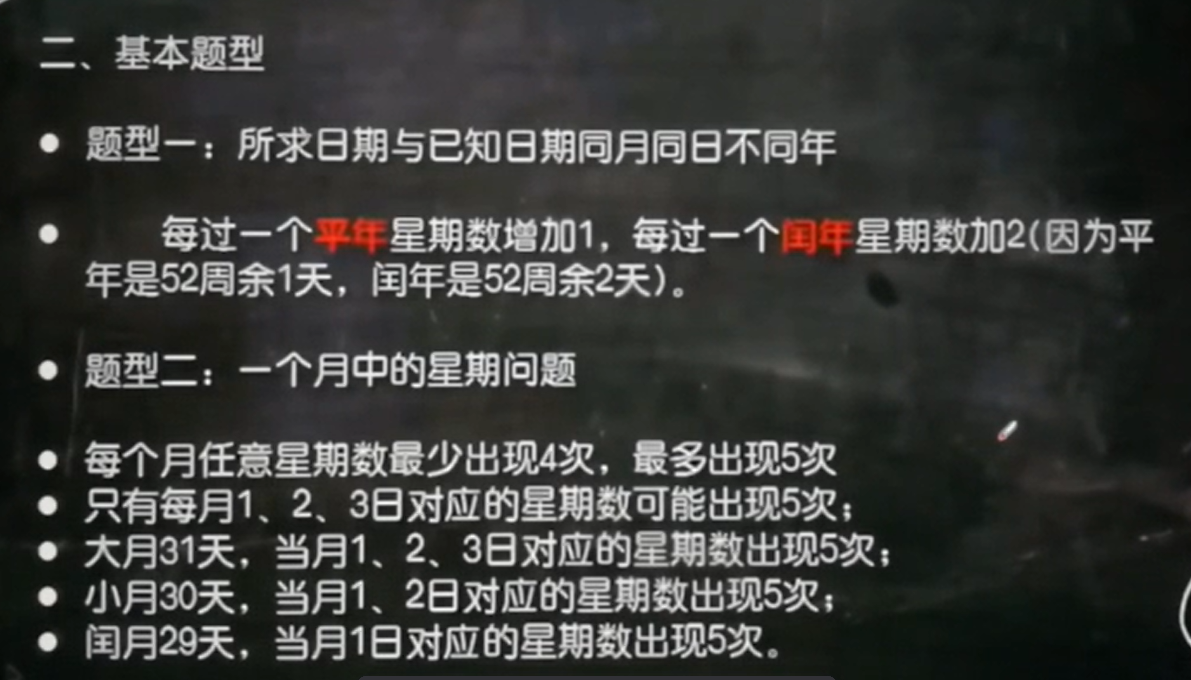 二、基本题型
● 题型一：所求日期与已知日期同月同日不同年
● 每过一个平年星期数增加1，每过一个闰年星期数加2(因为平
年是52周余1天，闰年是52周余2天)。
● 题型二：一个月中的星期问题
● 每个月任意星期数最少出现4次，最多出现5次
● 只有每月1、2、3日对应的星期数可能出现5次；
● 大月31天，当月1、2、3日对应的星期数出现5次；
● 小月30天，当月1、2日对应的星期数出现5次；
● 闰月29天，当月1日对应的星期数出现5次。